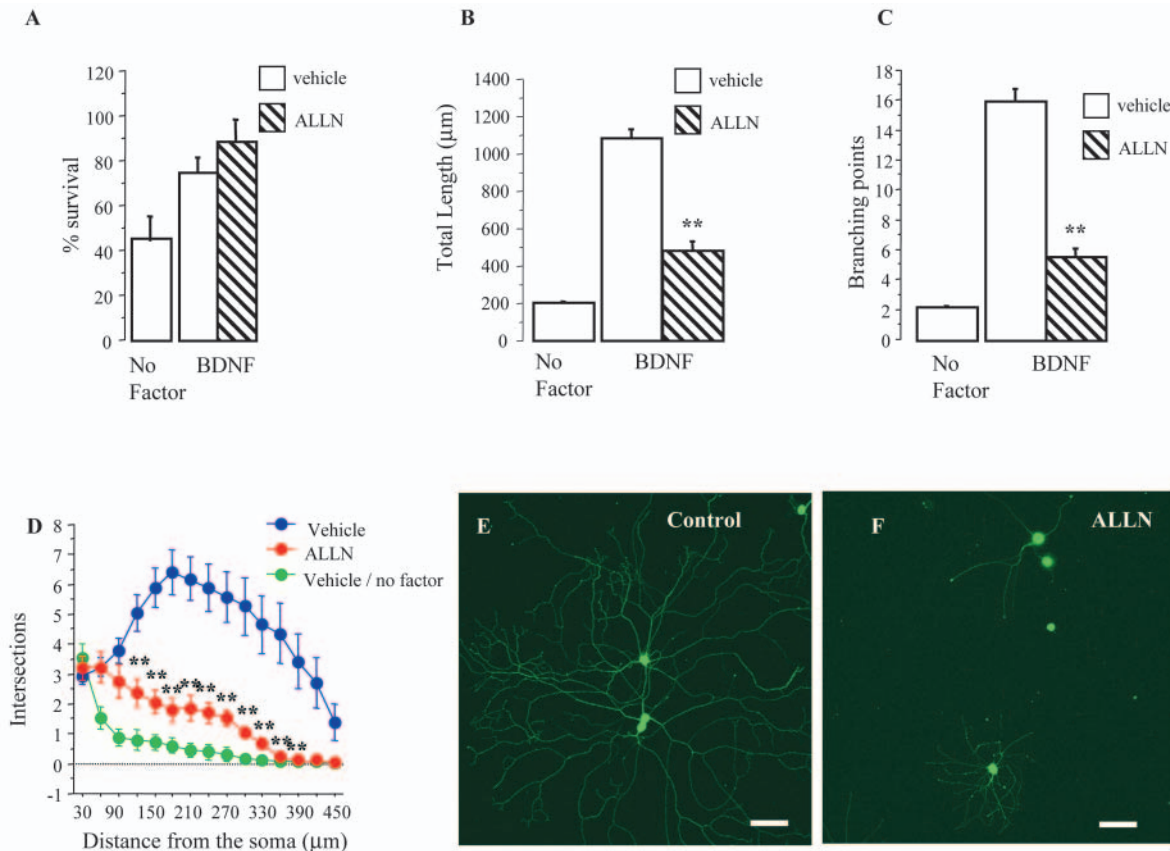 A
vehicle
ALLN
% survival
120
100
80
60
40
20
0
No
Factor
BDNF
B
vehicle
ALLN
Total Length (µm)
1400
1200
1000
800
600
400
200
0
**
No
Factor
BDNF
C
vehicle
ALLN
Branching points
18
16
14
12
10
8
6
4
2
0
**
No
Factor
BDNF
D
Vehicle
ALLN
Vehicle / no factor
Intersections
8
7
6
5
4
3
2
1
0
-1
** ** ** ** ** ** ** ** ** **
30 90 150 210 270 330 390 450
Distance from the soma (µm)
E
Control
F
ALLN